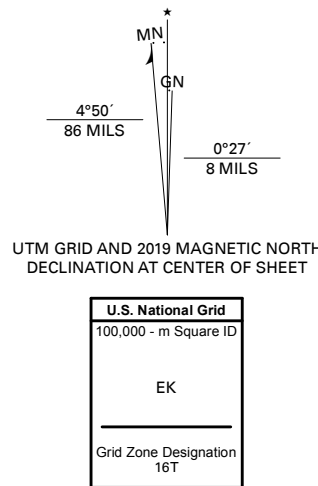 ★
MN
GN
4°50´
86 MILS
0°27´
8 MILS
UTM GRID AND 2019 MAGNETIC NORTH
DECLINATION AT CENTER OF SHEET
U.S. National Grid
100,000 - m Square ID
EK
Grid Zone Designation
16T